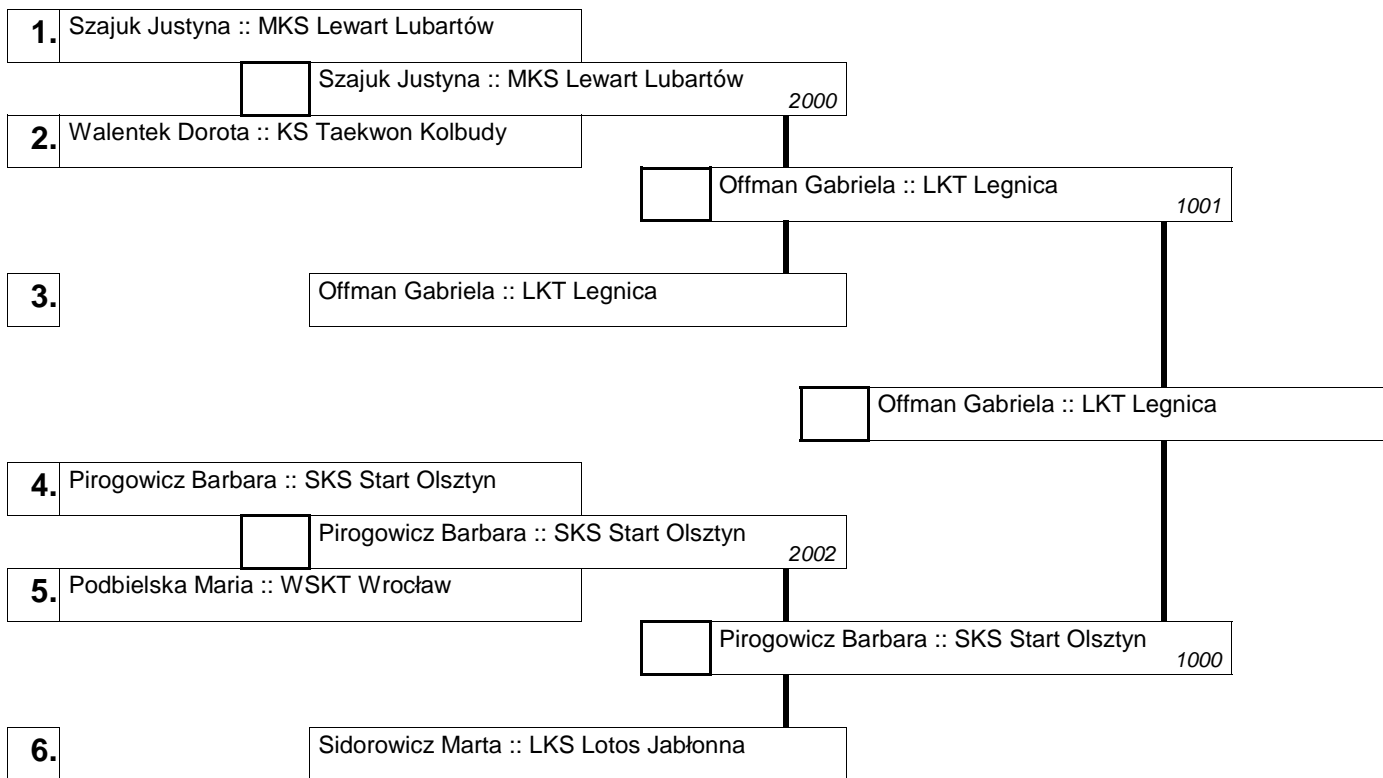 1. Szajuk Justyna :: MKS Lewart Lubartów
Szajuk Justyna :: MKS Lewart Lubartów
2000
2. Walentek Dorota :: KS Taekwon Kolbudy
Offman Gabriela :: LKT Legnica
1001
3. Offman Gabriela :: LKT Legnica
Offman Gabriela :: LKT Legnica
4. Pirogowicz Barbara :: SKS Start Olsztyn
Pirogowicz Barbara :: SKS Start Olsztyn
2002
5. Podbielska Maria :: WSKT Wrocław
Pirogowicz Barbara :: SKS Start Olsztyn
1000
6. Sidorowicz Marta :: LKS Lotos Jabłonna